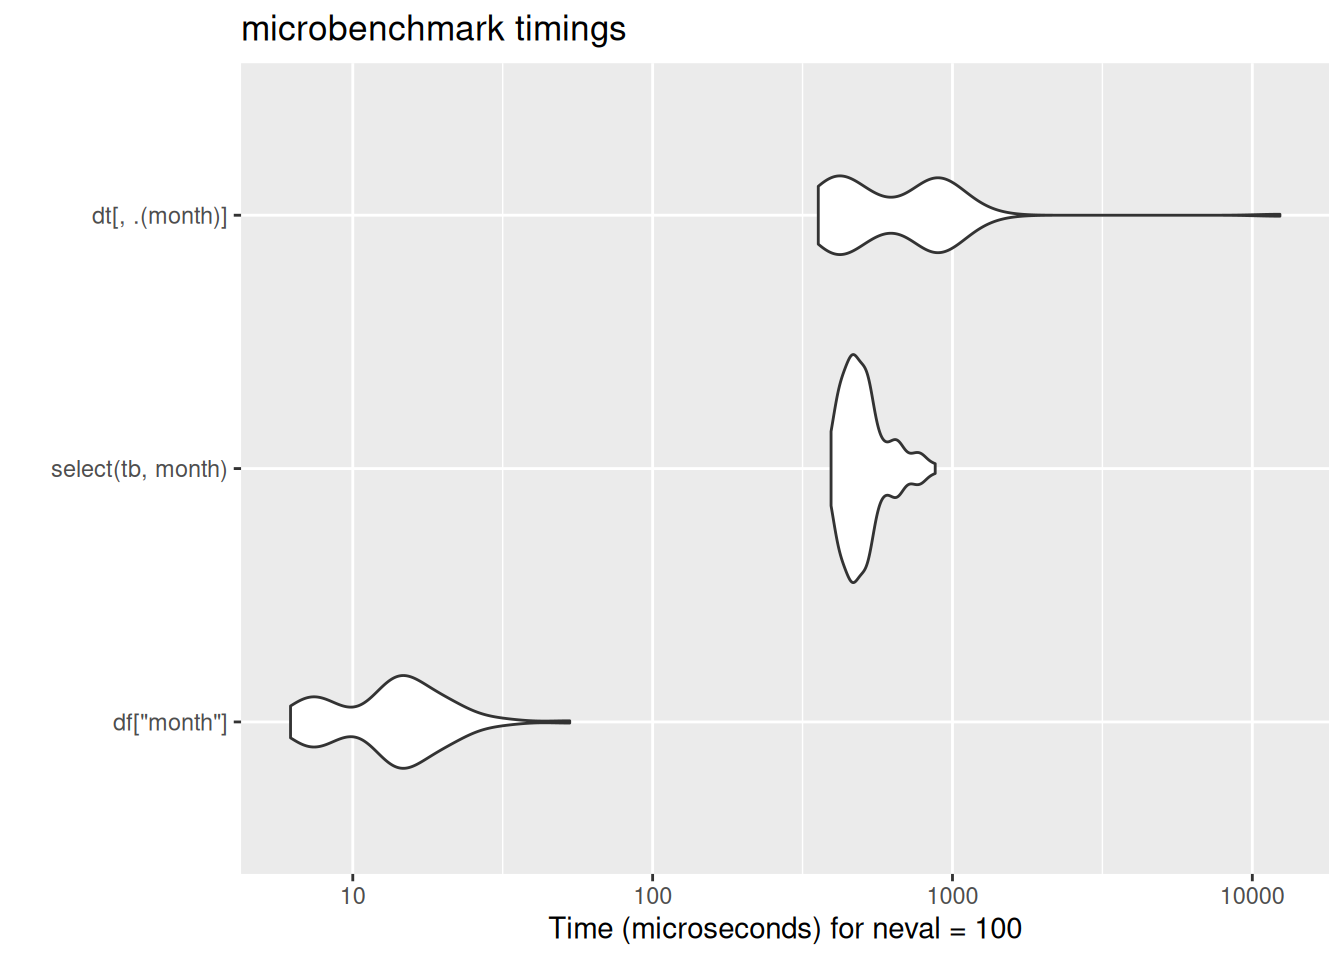 microbenchmark timings
dt[, .(month)]
select(tb, month)
df["month"]
10 100 1000 10000
Time (microseconds) for neval = 100